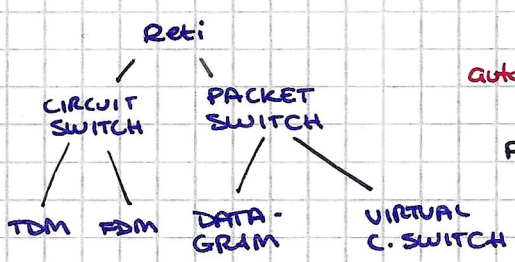 Reti
CIRCUIT
SWITCH
PACKET
SWITCH
TDM
FDM
DATA-
GRAM
VIRTUAL
C. SWITCH